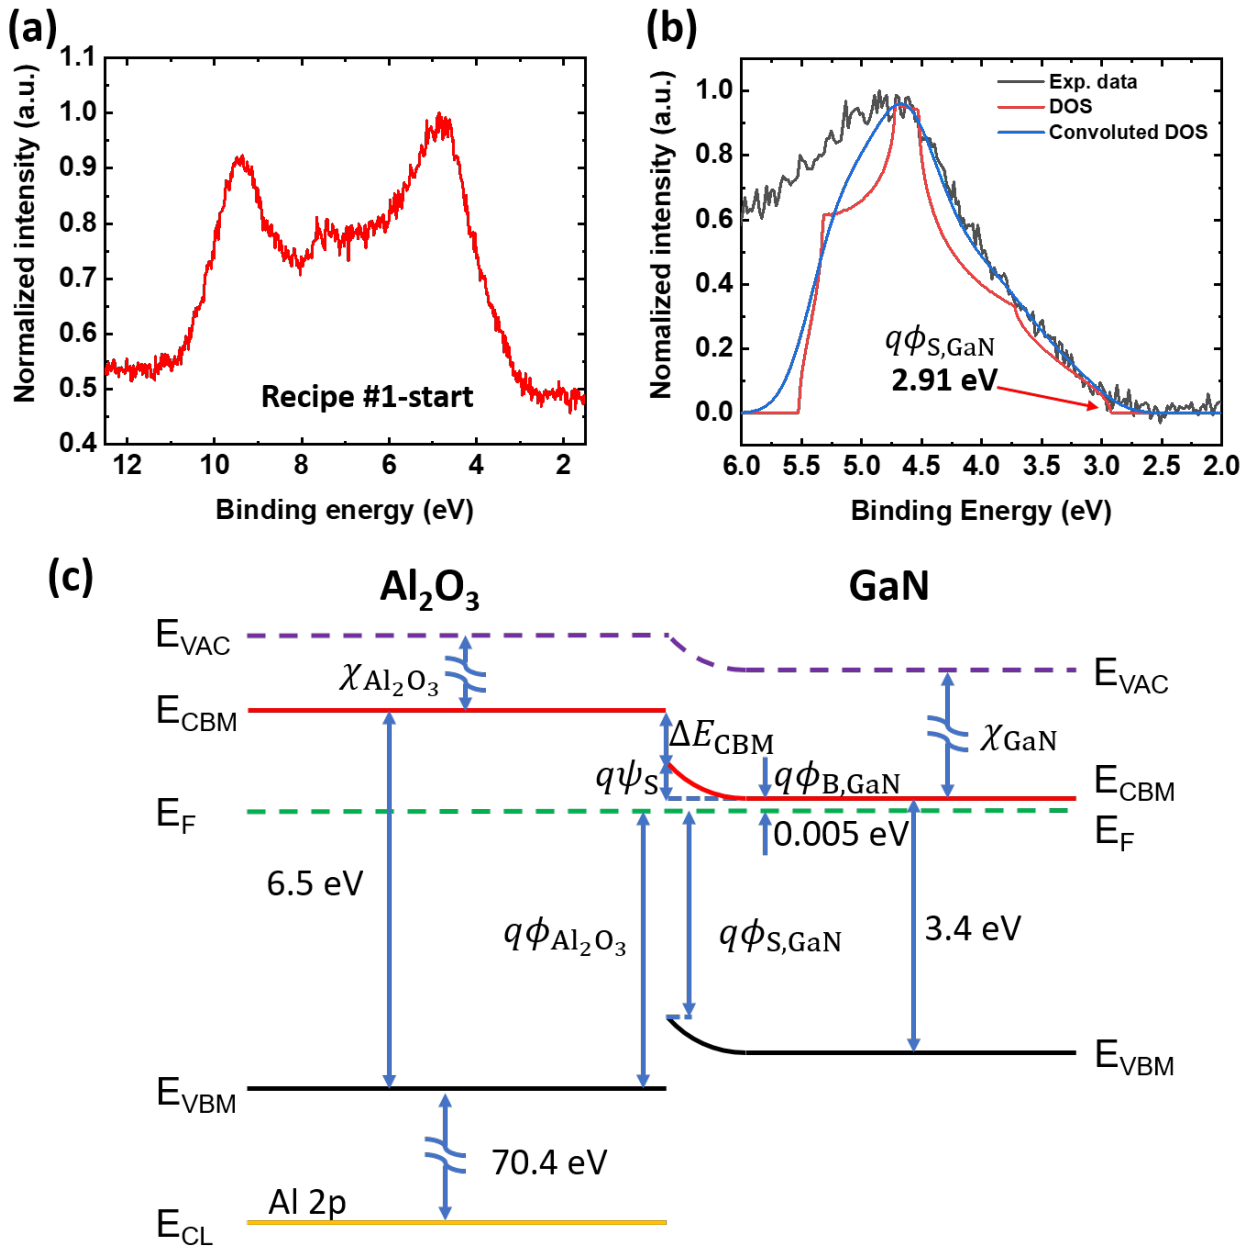 (a)
1.1
1.0
0.9
0.8
0.7
0.6
0.5
0.4
Normalized intensity (a.u.)
Recipe #1-start
12 10 8 6 4 2
Binding energy (eV)
(b)
Exp. data
DOS
Convoluted DOS
1.0
0.8
0.6
0.4
0.2
0.0
Nomalized intensity (a.u.)
qϕS,GaN
2.91 eV
6.0 5.5 5.0 4.5 4.0 3.5 3.0 2.5 2.0
Binding Energy (eV)
(c)
Al₂O₃ GaN
EVAC
χAl₂O₃
EVAC
χGaN
ECBM
ΔECBM
qψS
qϕB,GaN
ECBM
EF
0.005 eV
EF
6.5 eV
qϕAl₂O₃
qϕS,GaN
3.4 eV
EVBM
EVBM
70.4 eV
Al 2p
ECL